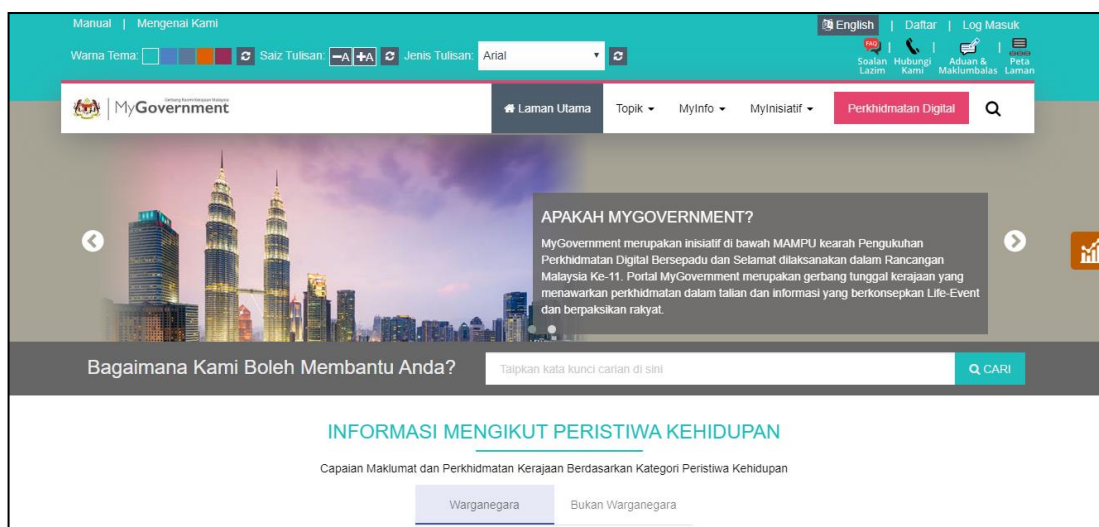 Manual | Mengenai Kami
English | Daftar | Log Masuk
Warna Tema: Saiz Tulisan: -A +A Jenis Tulisan: Arial
FAQ
Soalan Lazim
Hubungi Kami
Aduan & Maklumbalas
Peta Laman
MyGovernment
Laman Utama Topik MyInfo MyInisiatif Perkhidmatan Digital
APAKAH MYGOVERNMENT?
MyGovernment merupakan inisiatif di bawah MAMPU kearah Pengukuhan
Perkhidmatan Digital Bersepadu dan Selamat dilaksanakan dalam Rancangan
Malaysia Ke-11. Portal MyGovernment merupakan gerbang tunggal kerajaan yang
menawarkan perkhidmatan dalam talian dan informasi yang berkonsepkan Life-Event
dan berpaksikan rakyat.
Bagaimana Kami Boleh Membantu Anda? Taipkan kata kunci carian di sini CARI
INFORMASI MENGIKUT PERISTIWA KEHIDUPAN
Capaian Maklumat dan Perkhidmatan Kerajaan Berdasarkan Kategori Peristiwa Kehidupan
Warganegara Bukan Warganegara